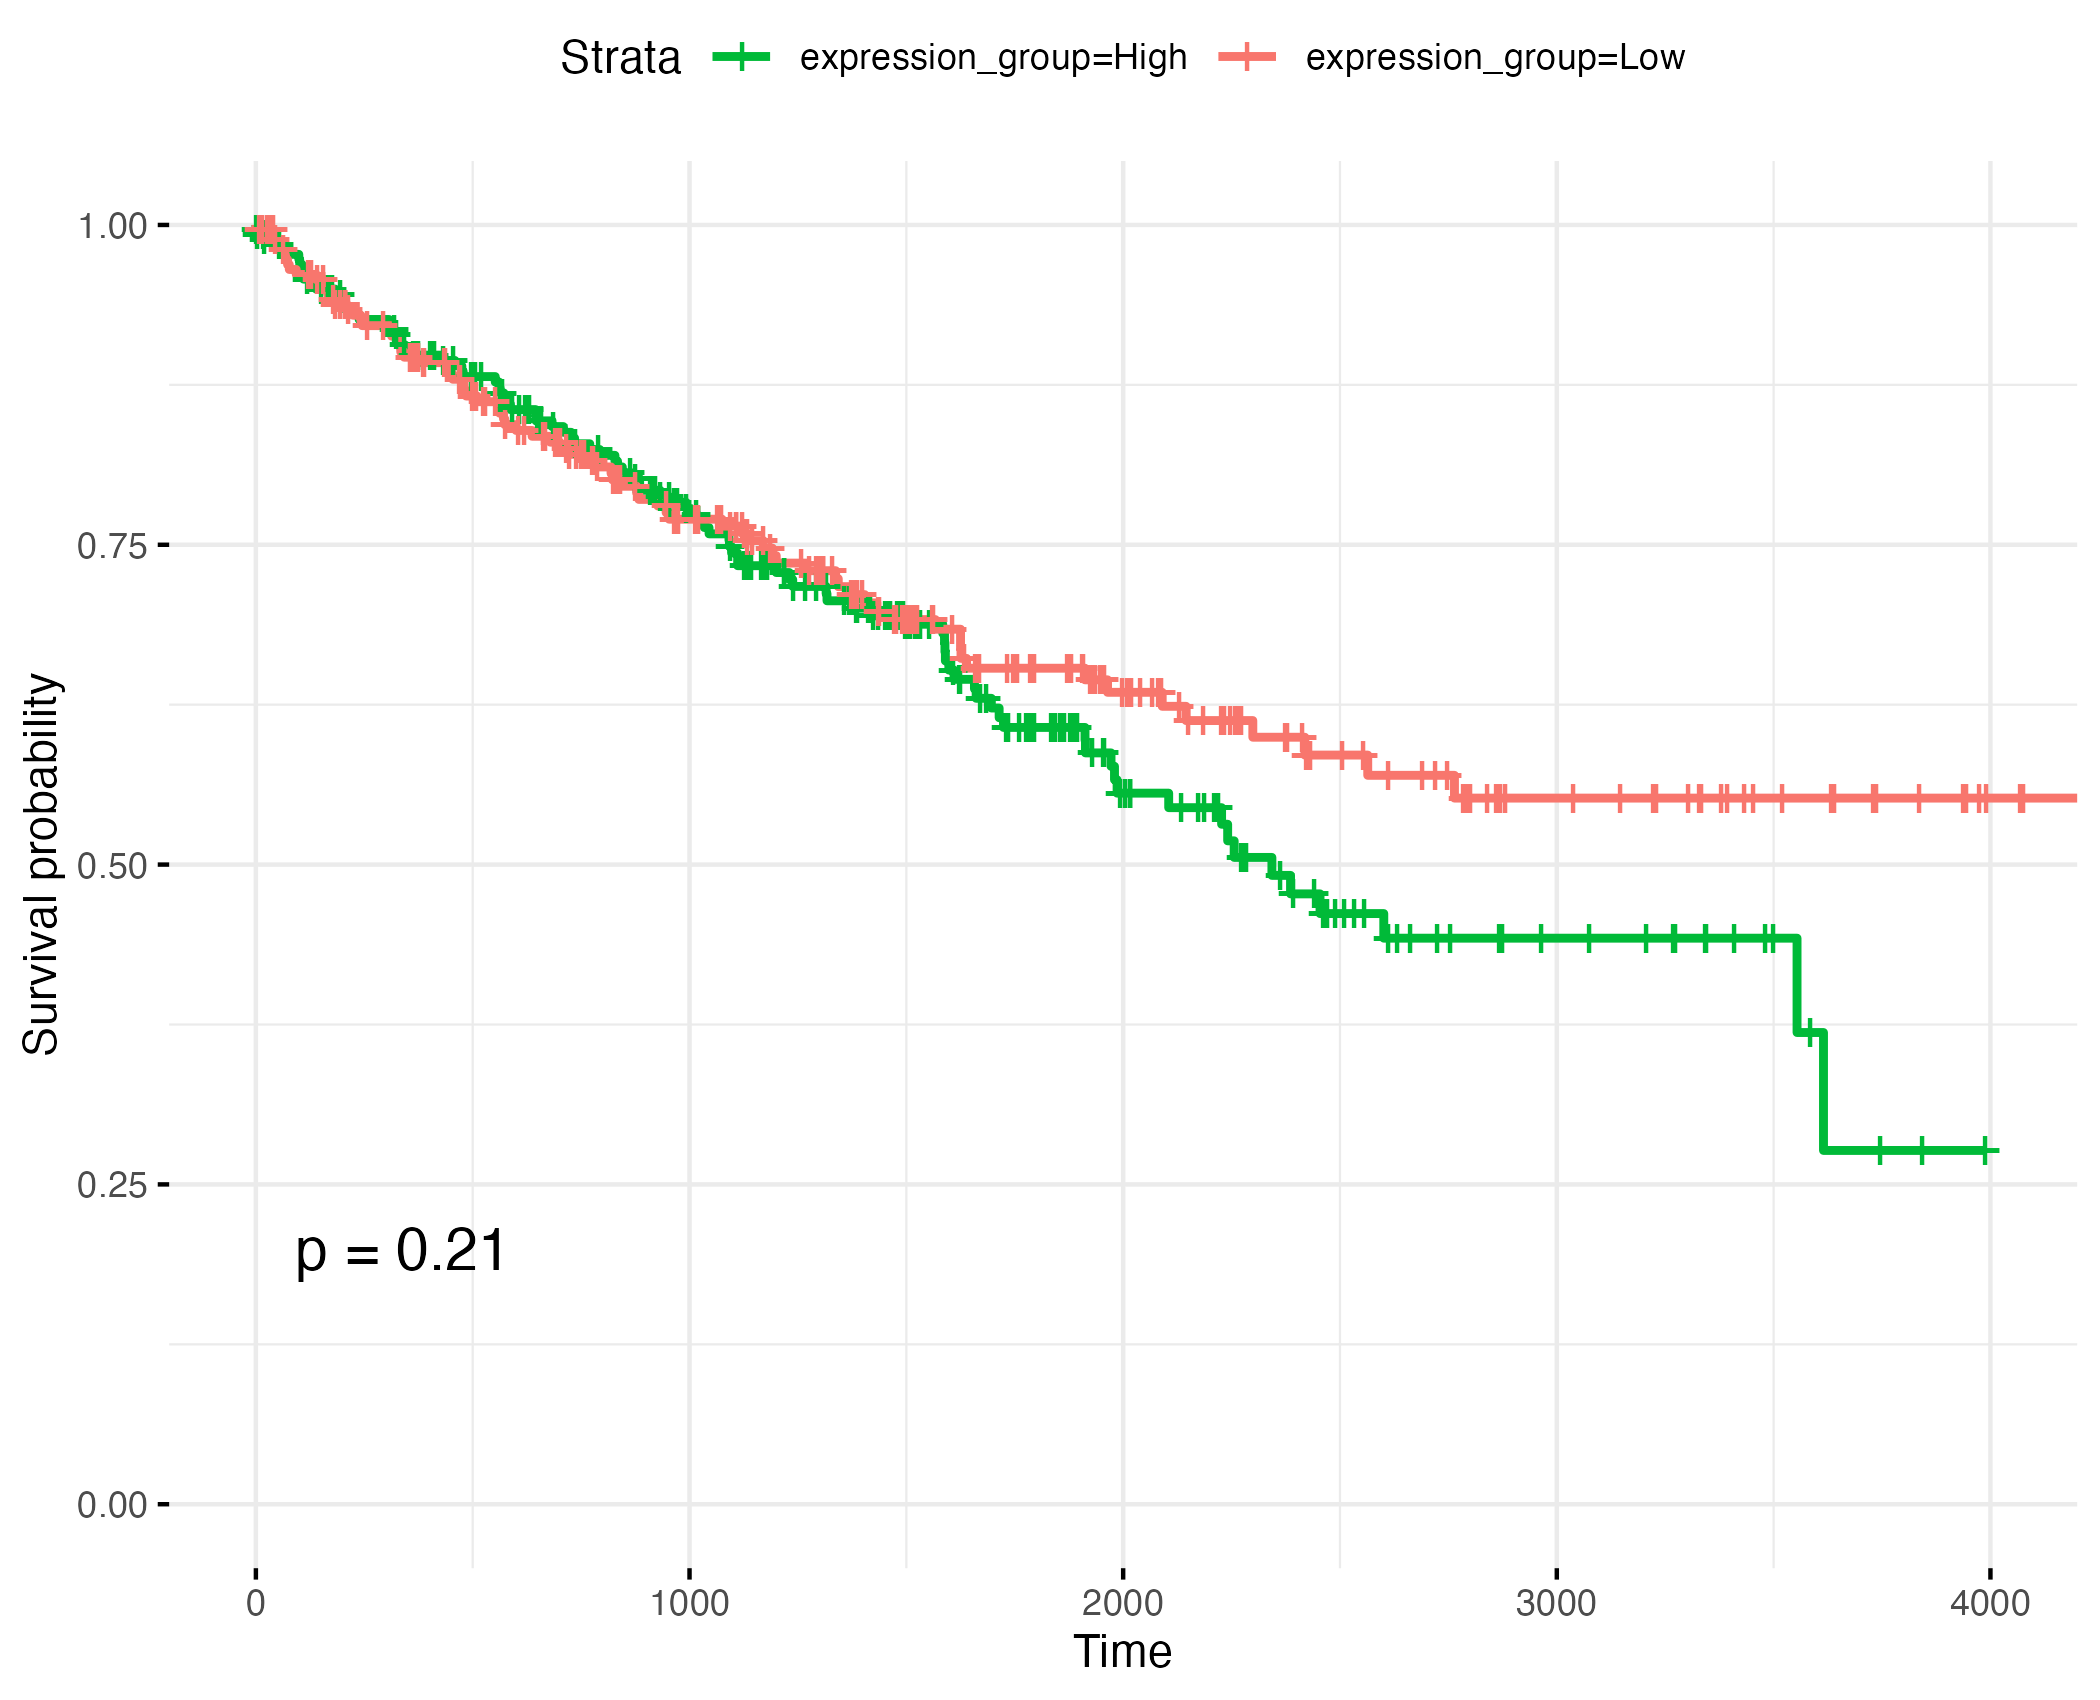 Strata expression_group=High expression_group=Low
Survival probability
1.00
0.75
0.50
0.25
0.00
p = 0.21
0 1000 2000 3000 4000
Time